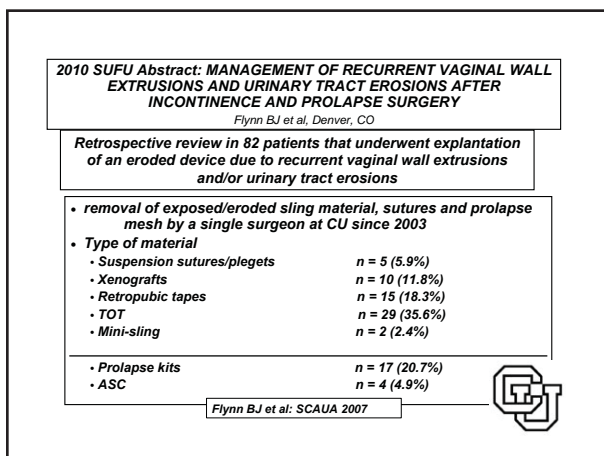 2010 SUFU Abstract: MANAGEMENT OF RECURRENT VAGINAL WALL
EXTRUSIONS AND URINARY TRACT EROSIONS AFTER
INCONTINENCE AND PROLAPSE SURGERY
Flynn BJ et al, Denver, CO
Retrospective review in 82 patients that underwent explantation
of an eroded device due to recurrent vaginal wall extrusions
and/or urinary tract erosions
• removal of exposed/eroded sling material, sutures and prolapse
mesh by a single surgeon at CU since 2003
• Type of material
• Suspension sutures/plegets n = 5 (5.9%)
• Xenografts n = 10 (11.8%)
• Retropubic tapes n = 15 (18.3%)
• TOT n = 29 (35.6%)
• Mini-sling n = 2 (2.4%)
• Prolapse kits n = 17 (20.7%)
• ASC n = 4 (4.9%)
Flynn BJ et al: SCAUA 2007
CU